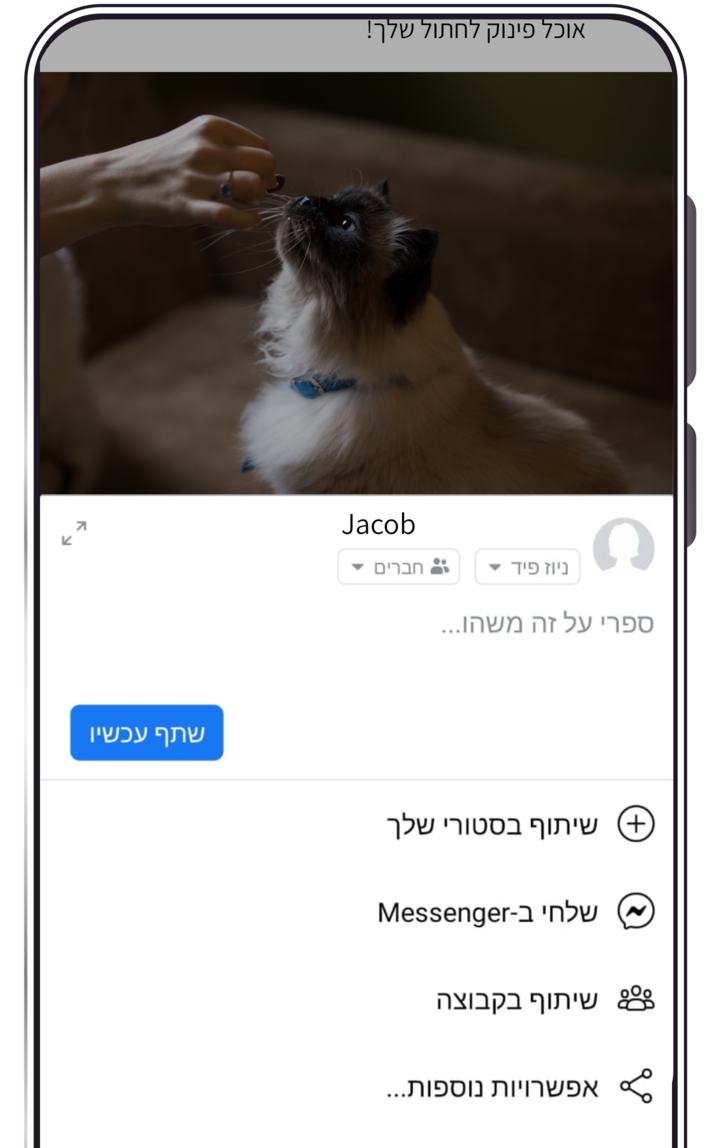 אוכל פינוק לחתול שלך!
Jacob
ניוז פיד חברים
ספרי על זה משהו...
שתף עכשיו
שיתוף בסטורי שלך
שלחי ב-Messenger
שיתוף בקבוצה
אפשרויות נוספות...